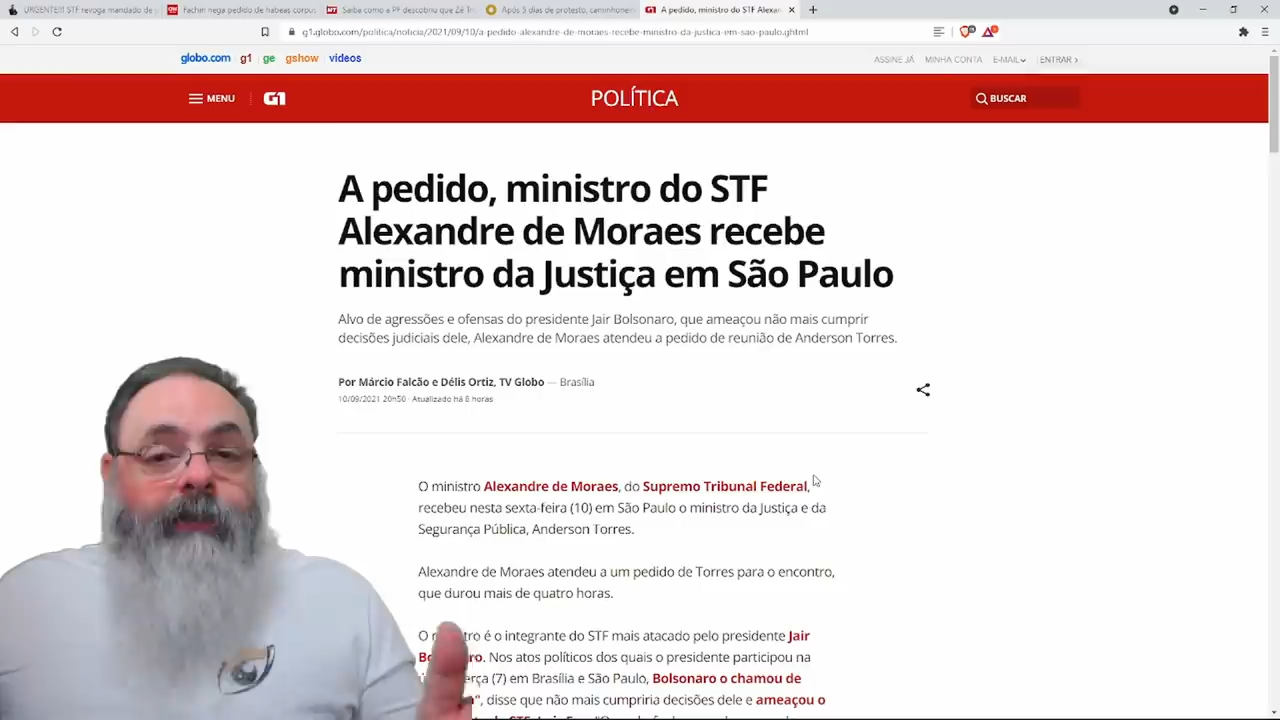 URGENTE!!! STF revoga mandado de p
Fachin nega pedido de habeas corpus
Saiba como a PF descobriu que Zé Tr
Após 3 dias de protesto, caminhoneir
A pedido, ministro do STF Alexan
g1.globo.com/politica/noticia/2021/09/10/a-pedido-alexandre-de-moraes-recebe-ministro-da-justica-em-sao-paulo.ghtml
globo.com g1 ge gshow videos
ASSINE JÁ MINHA CONTA E-MAIL ENTRAR
MENU G1 POLÍTICA BUSCAR
A pedido, ministro do STF
Alexandre de Moraes recebe
ministro da Justiça em São Paulo
Alvo de agressões e ofensas do presidente Jair Bolsonaro, que ameaçou não mais cumprir
decisões judiciais dele, Alexandre de Moraes atendeu a pedido de reunião de Anderson Torres.
Por Márcio Falcão e Délis Ortiz, TV Globo — Brasília
10/09/2021 20h50 · Atualizado há 8 horas
O ministro Alexandre de Moraes, do Supremo Tribunal Federal,
recebeu nesta sexta-feira (10) em São Paulo o ministro da Justiça e da
Segurança Pública, Anderson Torres.
Alexandre de Moraes atendeu a um pedido de Torres para o encontro,
que durou mais de quatro horas.
O é o integrante do STF mais atacado pelo presidente Jair
Nos atos políticos dos quais o presidente participou na
(7) em Brasília e São Paulo, Bolsonaro o chamou de
disse que não mais cumpriria decisões dele e ameaçou o